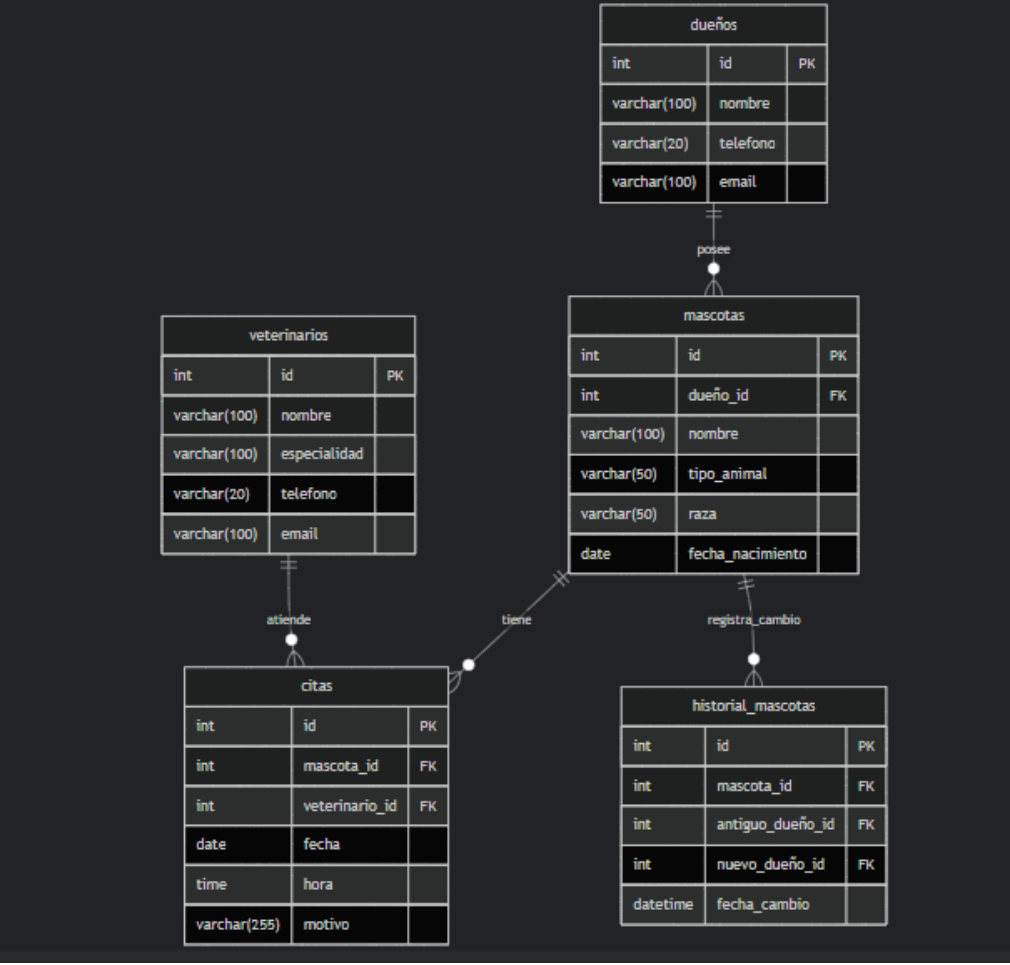 dueños
int id PK
varchar(100) nombre
varchar(20) telefono
varchar(100) email
posee
mascotas
int id PK
int dueño_id FK
varchar(100) nombre
varchar(50) tipo_animal
varchar(50) raza
date fecha_nacimiento
veterinarios
int id PK
varchar(100) nombre
varchar(100) especialidad
varchar(20) telefono
varchar(100) email
atiende
tiene
registra_cambio
citas
int id PK
int mascota_id FK
int veterinario_id FK
date fecha
time hora
varchar(255) motivo
historial_mascotas
int id PK
int mascota_id FK
int antiguo_dueño_id FK
int nuevo_dueño_id FK
datetime fecha_cambio